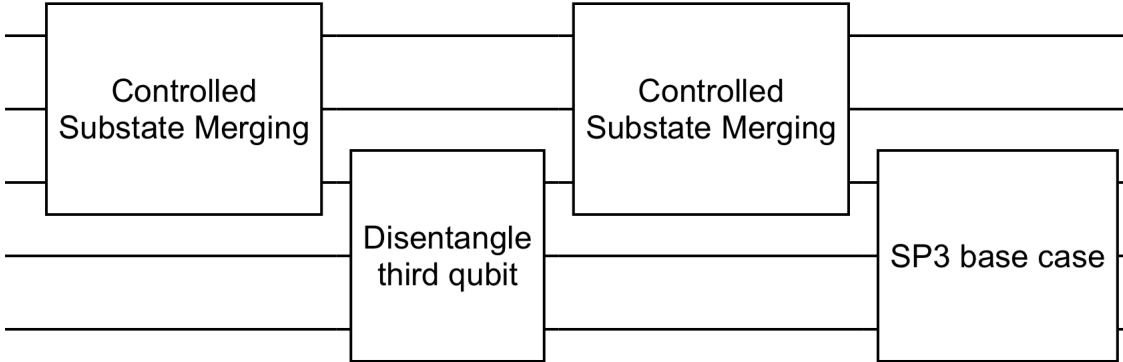 Controlled
Substate Merging
Disentangle
third qubit
Controlled
Substate Merging
SP3 base case